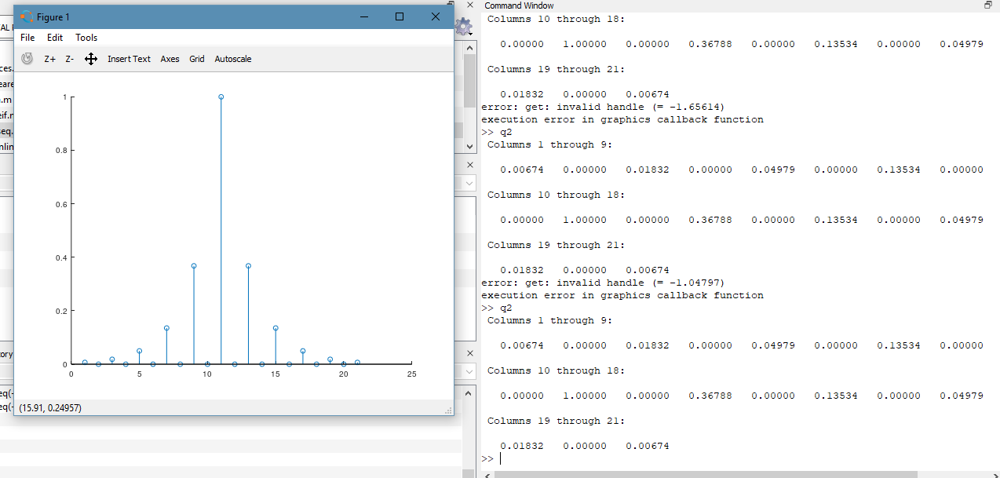 Figure 1
File Edit Tools
Z+ Z- Insert Text Axes Grid Autoscale
1
0.8
0.6
0.4
0.2
0
0 5 10 15 20 25
(15.91, 0.24957)
Command Window
Columns 10 through 18:
0.00000 1.00000 0.00000 0.36788 0.00000 0.13534 0.00000 0.04979
Columns 19 through 21:
0.01832 0.00000 0.00674
error: get: invalid handle (= -1.65614)
execution error in graphics callback function
>> q2
Columns 1 through 9:
0.00674 0.00000 0.01832 0.00000 0.04979 0.00000 0.13534 0.00000
Columns 10 through 18:
0.00000 1.00000 0.00000 0.36788 0.00000 0.13534 0.00000 0.04979
Columns 19 through 21:
0.01832 0.00000 0.00674
error: get: invalid handle (= -1.04797)
execution error in graphics callback function
>> q2
Columns 1 through 9:
0.00674 0.00000 0.01832 0.00000 0.04979 0.00000 0.13534 0.00000
Columns 10 through 18:
0.00000 1.00000 0.00000 0.36788 0.00000 0.13534 0.00000 0.04979
Columns 19 through 21:
0.01832 0.00000 0.00674
>>